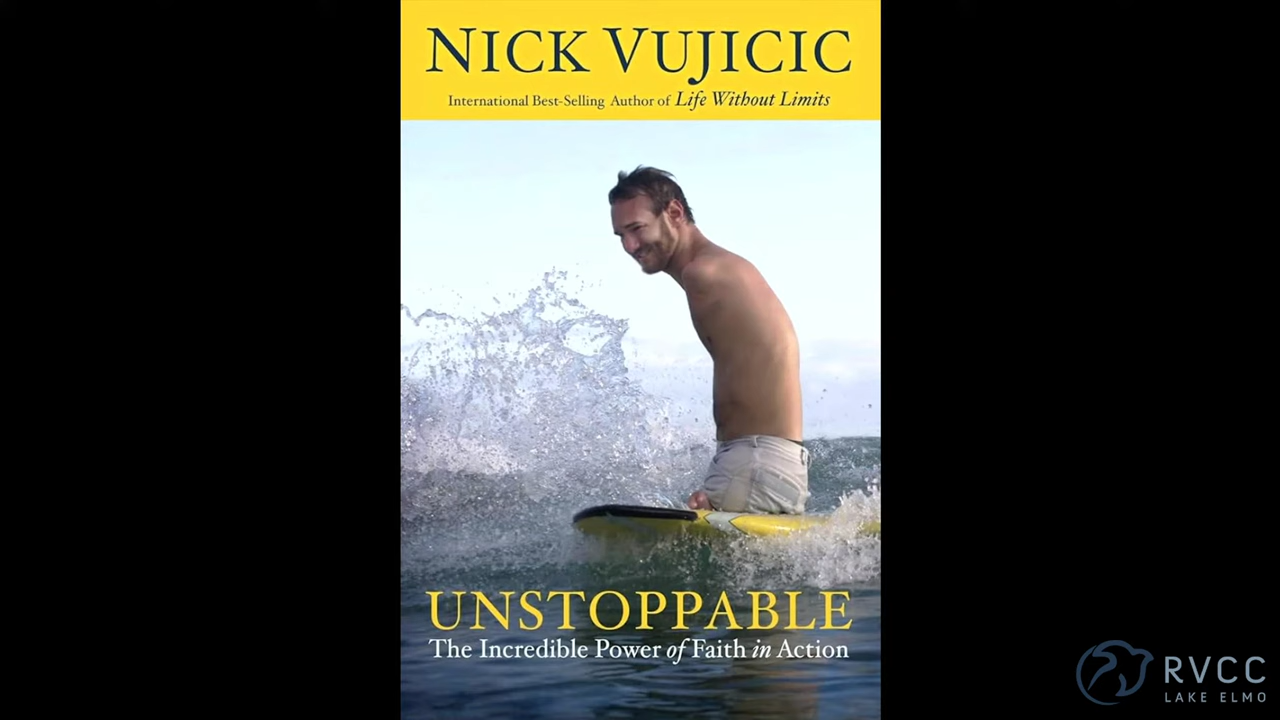 NICK VUJICIC
International Best-Selling Author of Life Without Limits
UNSTOPPABLE
The Incredible Power of Faith in Action
RVCC
LAKE ELMO